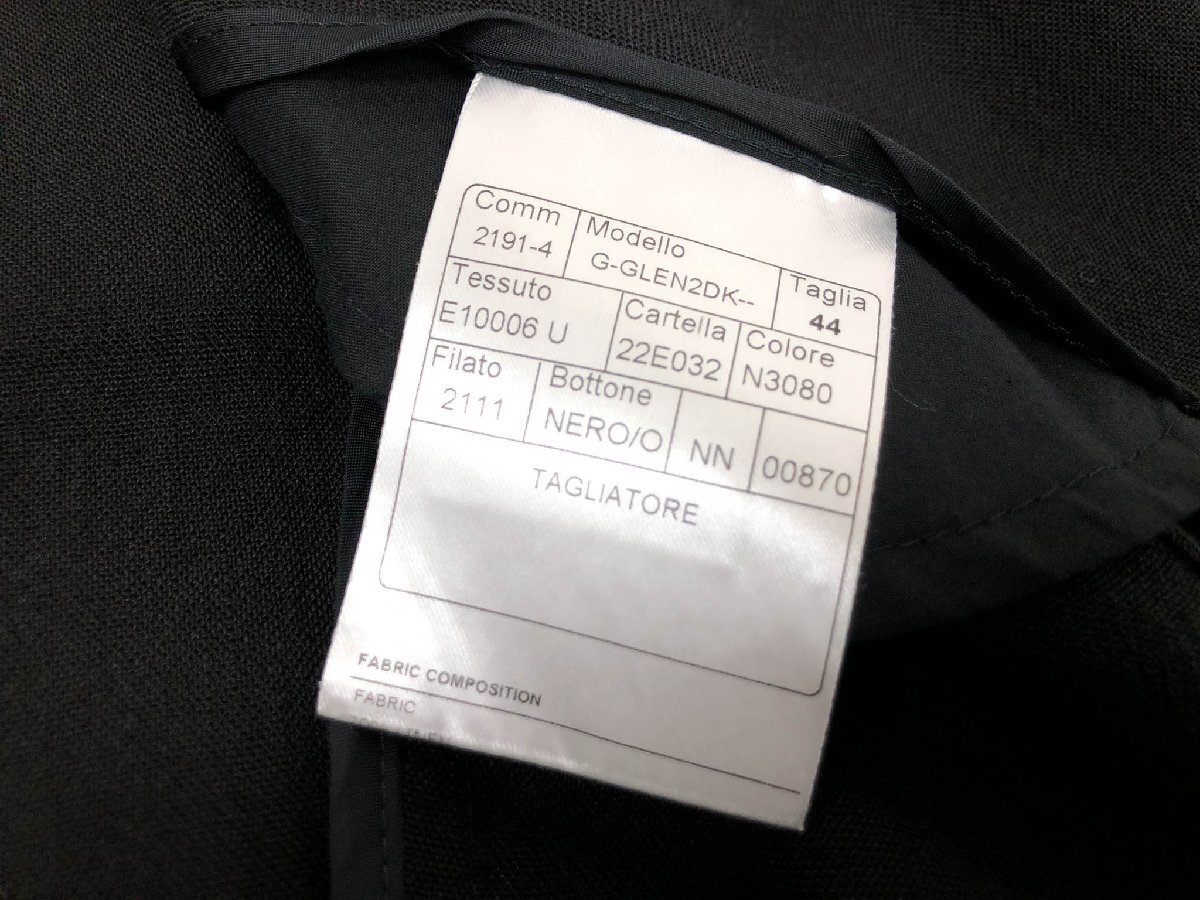 Comm Modello Taglia
2191-4 G-GLEN2DK-- 44
Tessuto Cartella Colore
E10006 U 22E032 N3080
Filato Bottone
2111 NERO/O NN 00870
TAGLIATORE
FABRIC COMPOSITION
FABRIC